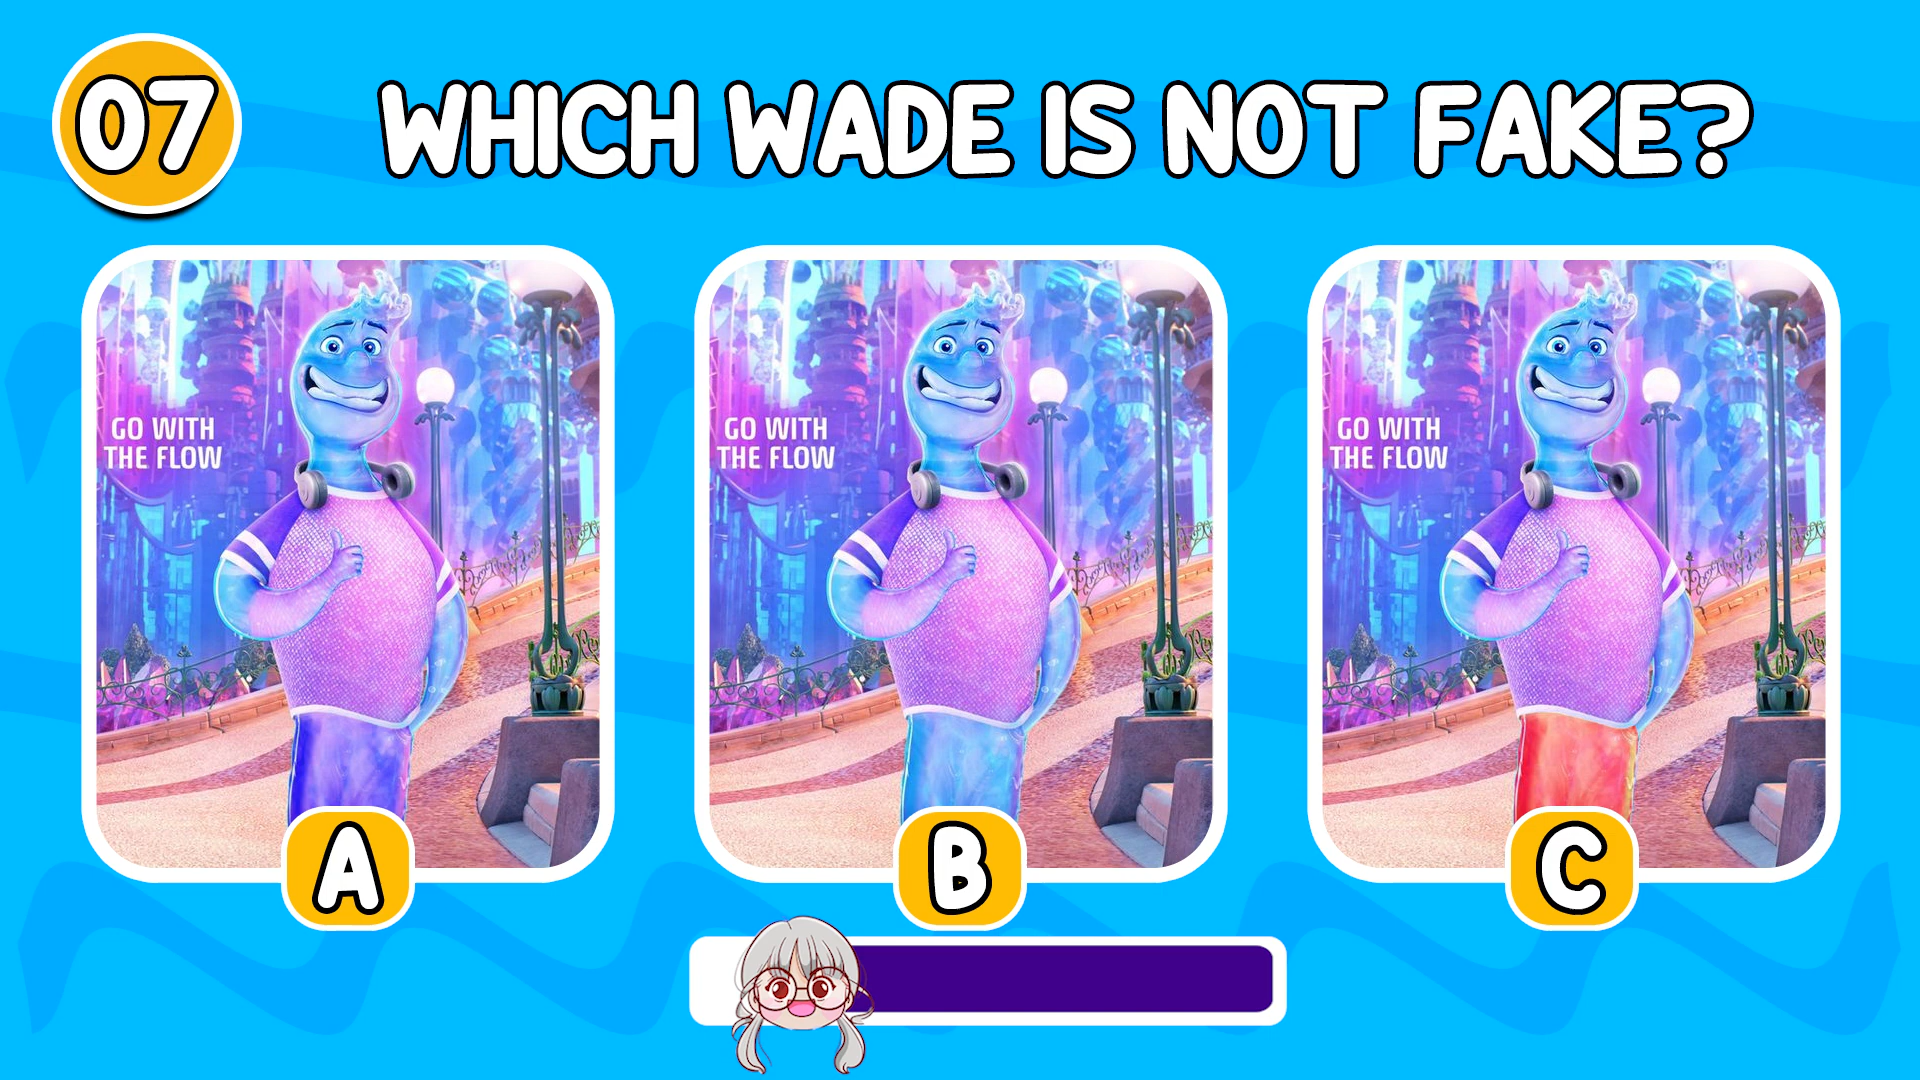 07
WHICH WADE IS NOT FAKE?
GO WITH
THE FLOW
GO WITH
THE FLOW
GO WITH
THE FLOW
A
B
C